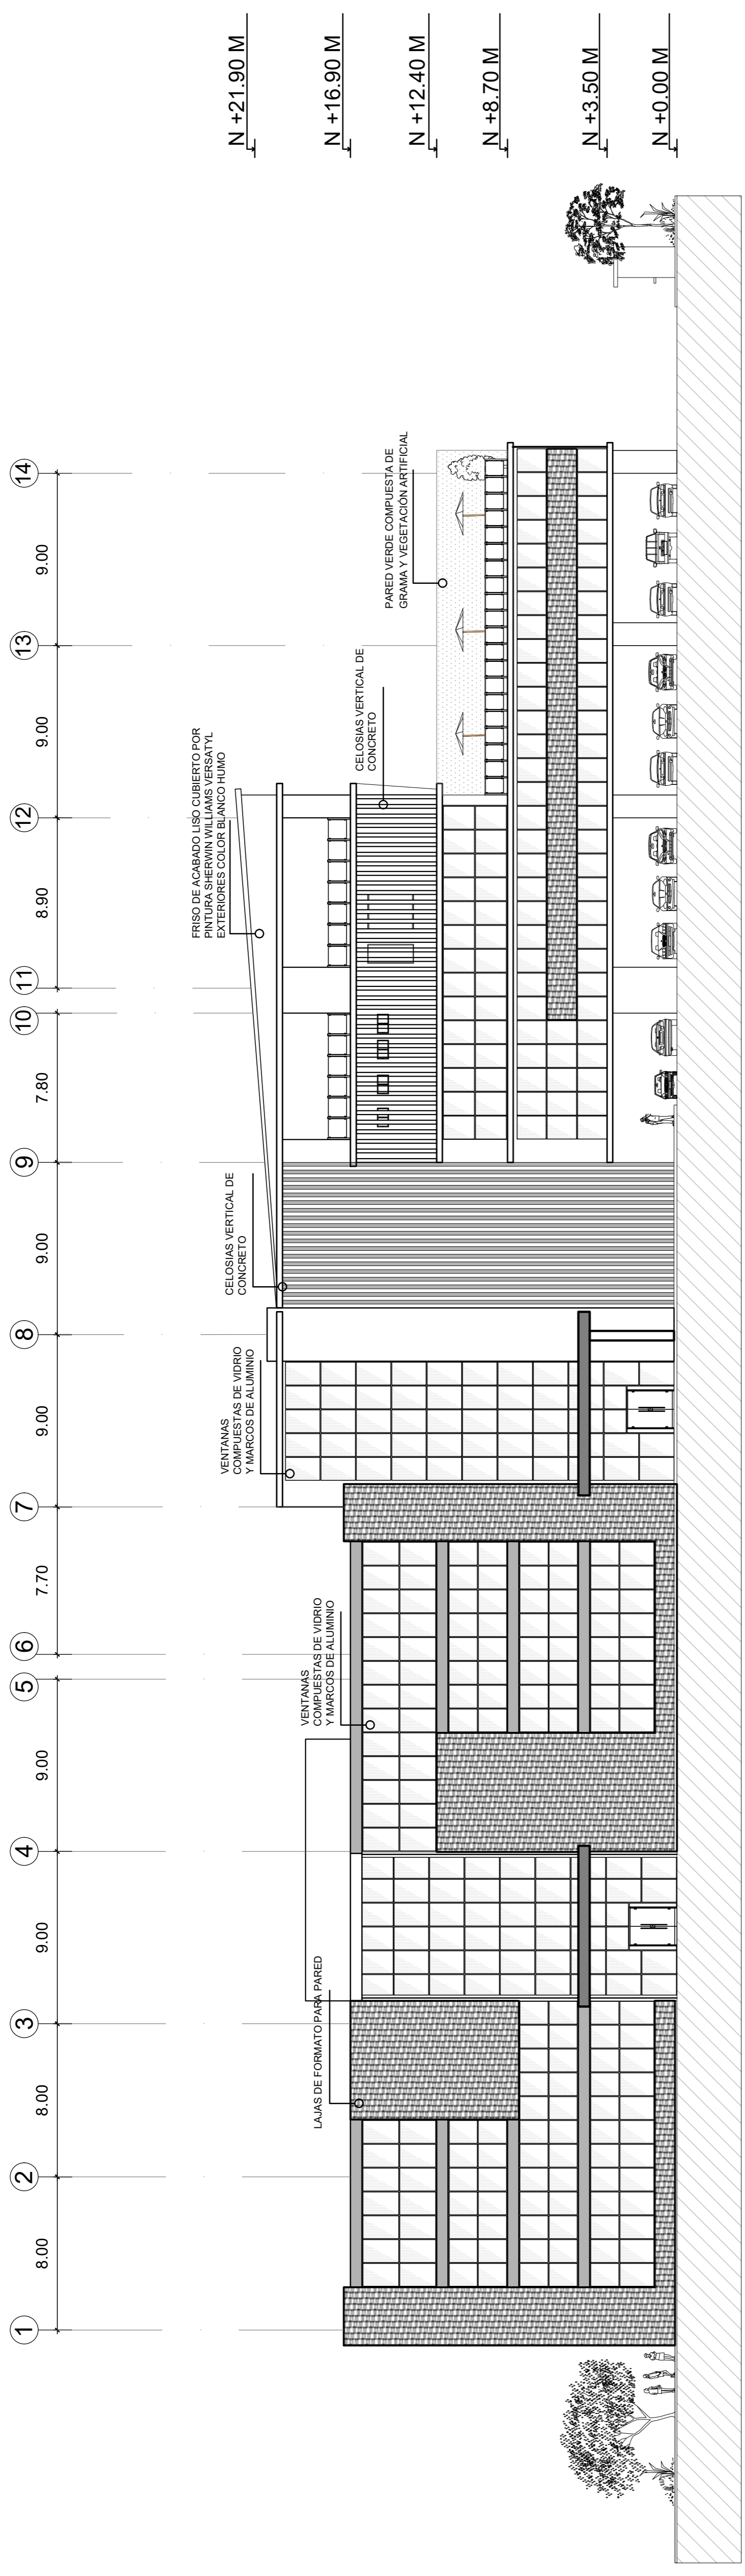 1
2
3
4
5
6
7
8
9
10
11
12
13
14
8.00
8.00
9.00
9.00
7.70
9.00
9.00
7.80
8.90
9.00
9.00
N +21.90 M
N +16.90 M
N +12.40 M
N +8.70 M
N +3.50 M
N +0.00 M
FRISO DE ACABADO LISO CUBIERTO POR
PINTURA SHERWIN WILLIAMS VERSATYL
EXTERIORES COLOR BLANCO HUMO
VENTANAS
COMPUESTAS DE VIDRIO
Y MARCOS DE ALUMINIO
CELOSIAS VERTICAL DE
CONCRETO
LAJAS DE FORMATO PARA PARED
VENTANAS
COMPUESTAS DE VIDRIO
Y MARCOS DE ALUMINIO
CELOSIAS VERTICAL DE
CONCRETO
PARED VERDE COMPUESTA DE
GRAMA Y VEGETACIÓN ARTIFICIAL